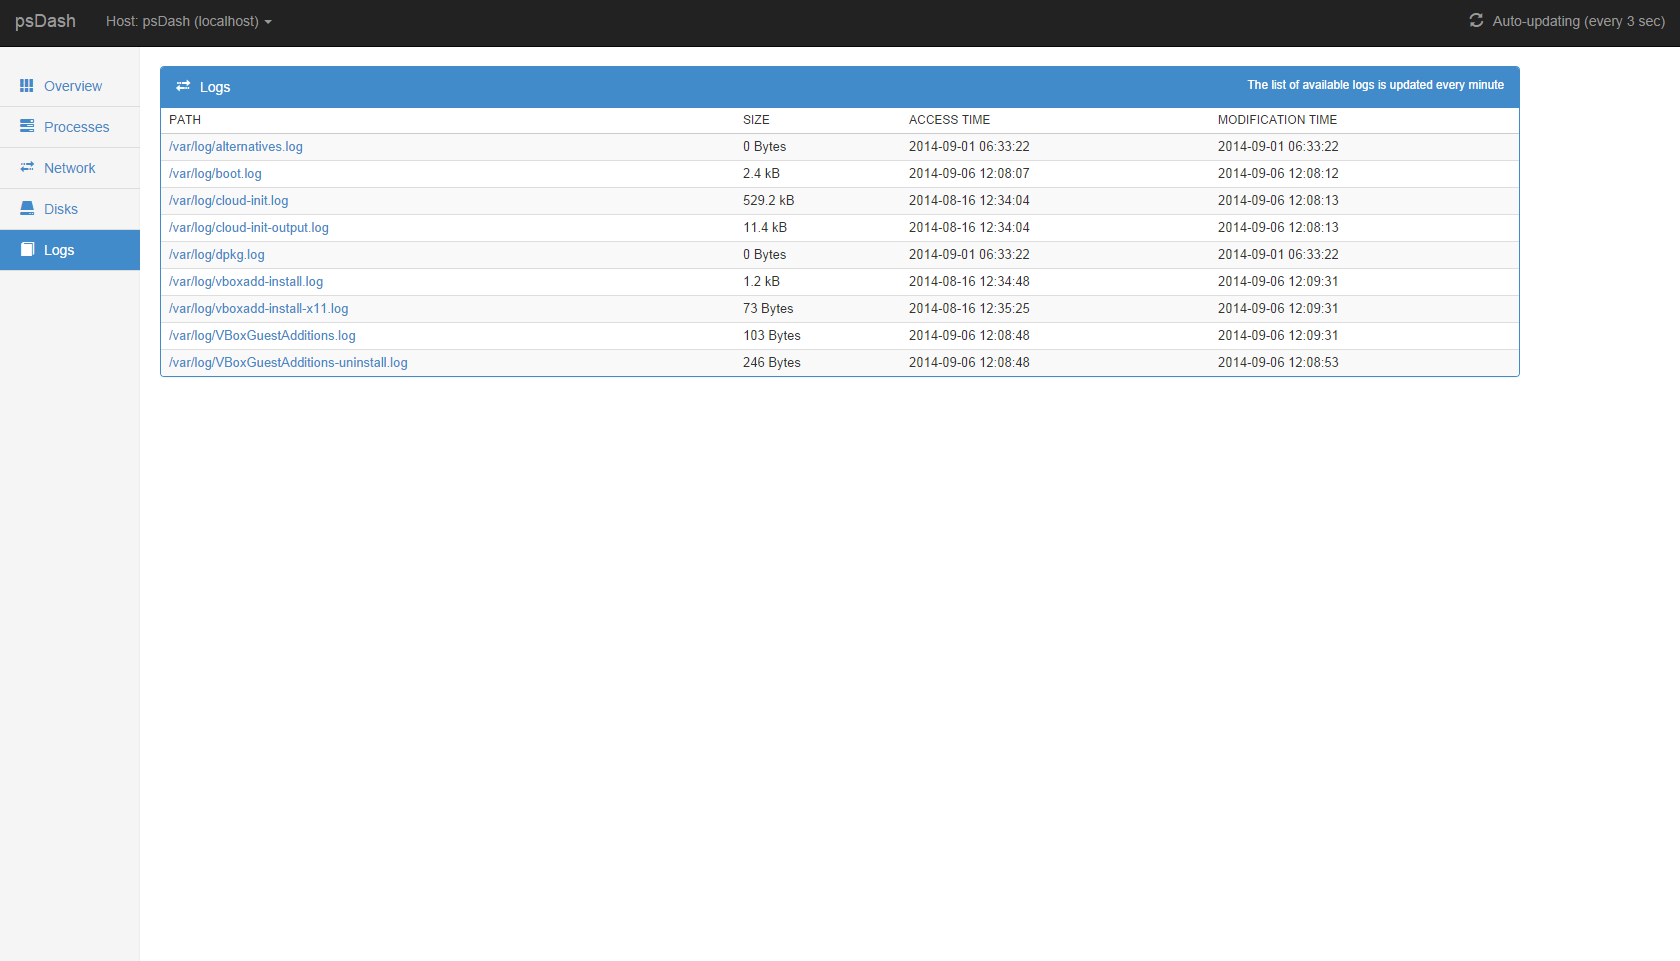 psDash Host: psDash (localhost) Auto-updating (every 3 sec)
Overview
Processes
Network
Disks
Logs
Logs The list of available logs is updated every minute
PATH SIZE ACCESS TIME MODIFICATION TIME
/var/log/alternatives.log 0 Bytes 2014-09-01 06:33:22 2014-09-01 06:33:22
/var/log/boot.log 2.4 kB 2014-09-06 12:08:07 2014-09-06 12:08:12
/var/log/cloud-init.log 529.2 kB 2014-08-16 12:34:04 2014-09-06 12:08:13
/var/log/cloud-init-output.log 11.4 kB 2014-08-16 12:34:04 2014-09-06 12:08:13
/var/log/dpkg.log 0 Bytes 2014-09-01 06:33:22 2014-09-01 06:33:22
/var/log/vboxadd-install.log 1.2 kB 2014-08-16 12:34:48 2014-09-06 12:09:31
/var/log/vboxadd-install-x11.log 73 Bytes 2014-08-16 12:35:25 2014-09-06 12:09:31
/var/log/VBoxGuestAdditions.log 103 Bytes 2014-09-06 12:08:48 2014-09-06 12:09:31
/var/log/VBoxGuestAdditions-uninstall.log 246 Bytes 2014-09-06 12:08:48 2014-09-06 12:08:53